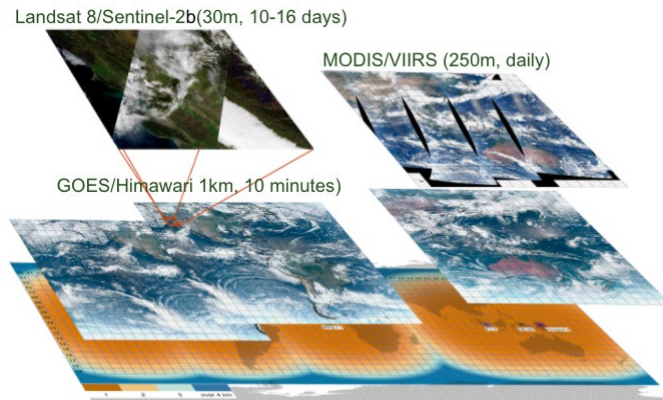 Landsat 8/Sentinel-2b(30m, 10-16 days)
MODIS/VIIRS (250m, daily)
GOES/Himawari 1km, 10 minutes)
1 2 3 over 4 km